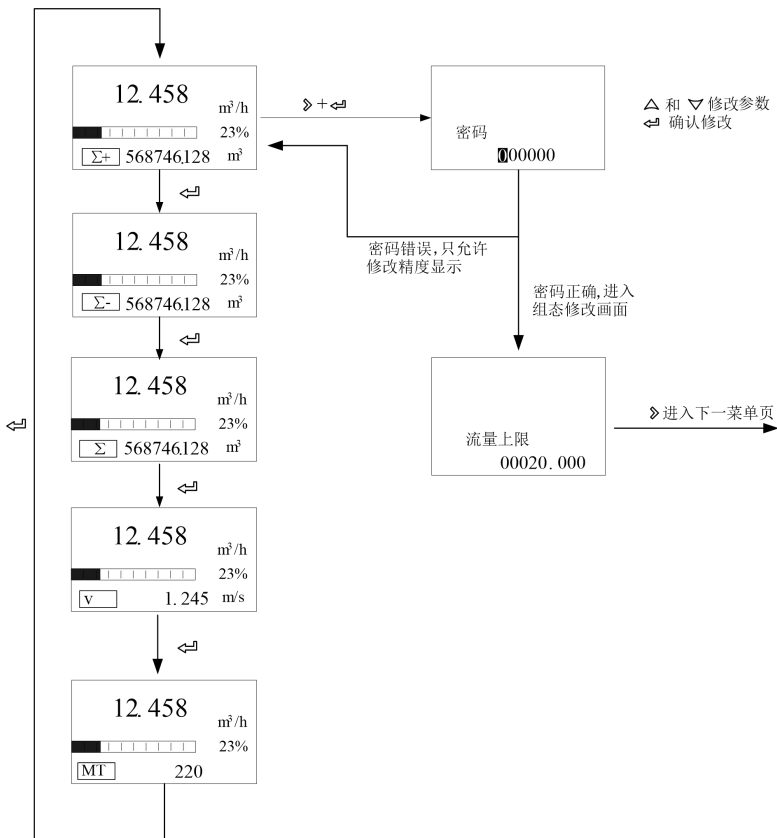 12.458
m³/h
23%
Σ+ 568746.128 m³
12.458
m³/h
23%
Σ- 568746.128 m³
12.458
m³/h
23%
Σ 568746.128 m³
12.458
m³/h
23%
v 1.245 m/s
12.458
m³/h
23%
MT 220
+
密码
000000
△ 和 ▽ 修改参数
确认修改
密码错误,只允许
修改精度显示
密码正确,进入
组态修改画面
流量上限
00020.000
进入下一菜单页